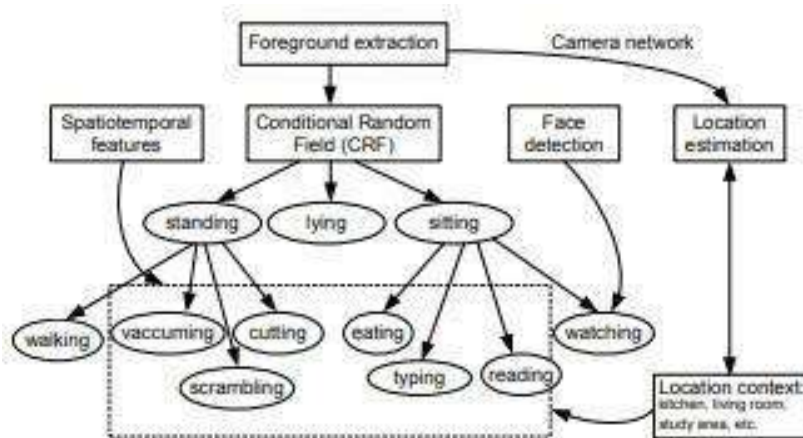 Foreground extraction
Camera network
Spatiotemporal
features
Conditional Random
Field (CRF)
Face
detection
Location
estimation
standing
lying
sitting
walking
vaccuming
cutting
eating
watching
scrambling
typing
reading
Location context:
kitchen, living room,
study area, etc.